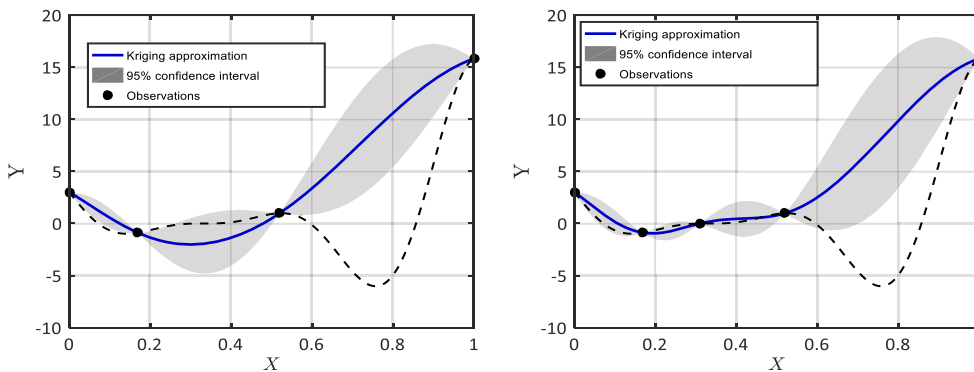 20
15
10
5
0
-5
-10
Y
Kriging approximation
95% confidence interval
Observations
0 0.2 0.4 0.6 0.8 1
X
20
15
10
5
0
-5
-10
Y
Kriging approximation
95% confidence interval
Observations
0 0.2 0.4 0.6 0.8
X